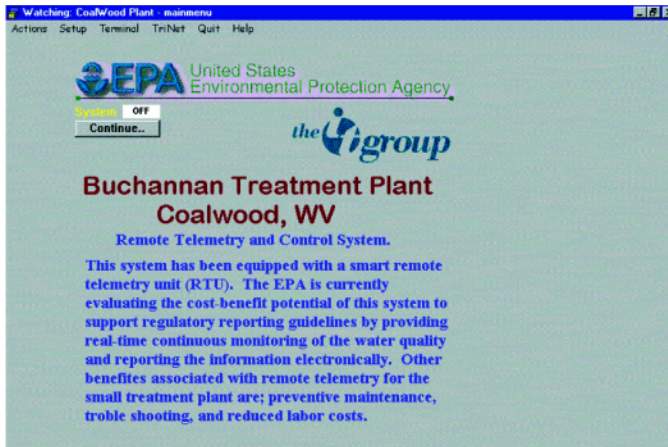 Watching: CoalWood Plant - mainmenu
Actions Setup Terminal TriNet Quit Help
EPA United States
Environmental Protection Agency
System OFF
Continue..
the group
Buchannan Treatment Plant
Coalwood, WV
Remote Telemetry and Control System.
This system has been equipped with a smart remote
telemetry unit (RTU). The EPA is currently
evaluating the cost-benefit potential of this system to
support regulatory reporting guidelines by providing
real-time continuous monitoring of the water quality
and reporting the information electronically. Other
benefits associated with remote telemetry for the
small treatment plant are; preventive maintenance,
troble shooting, and reduced labor costs.